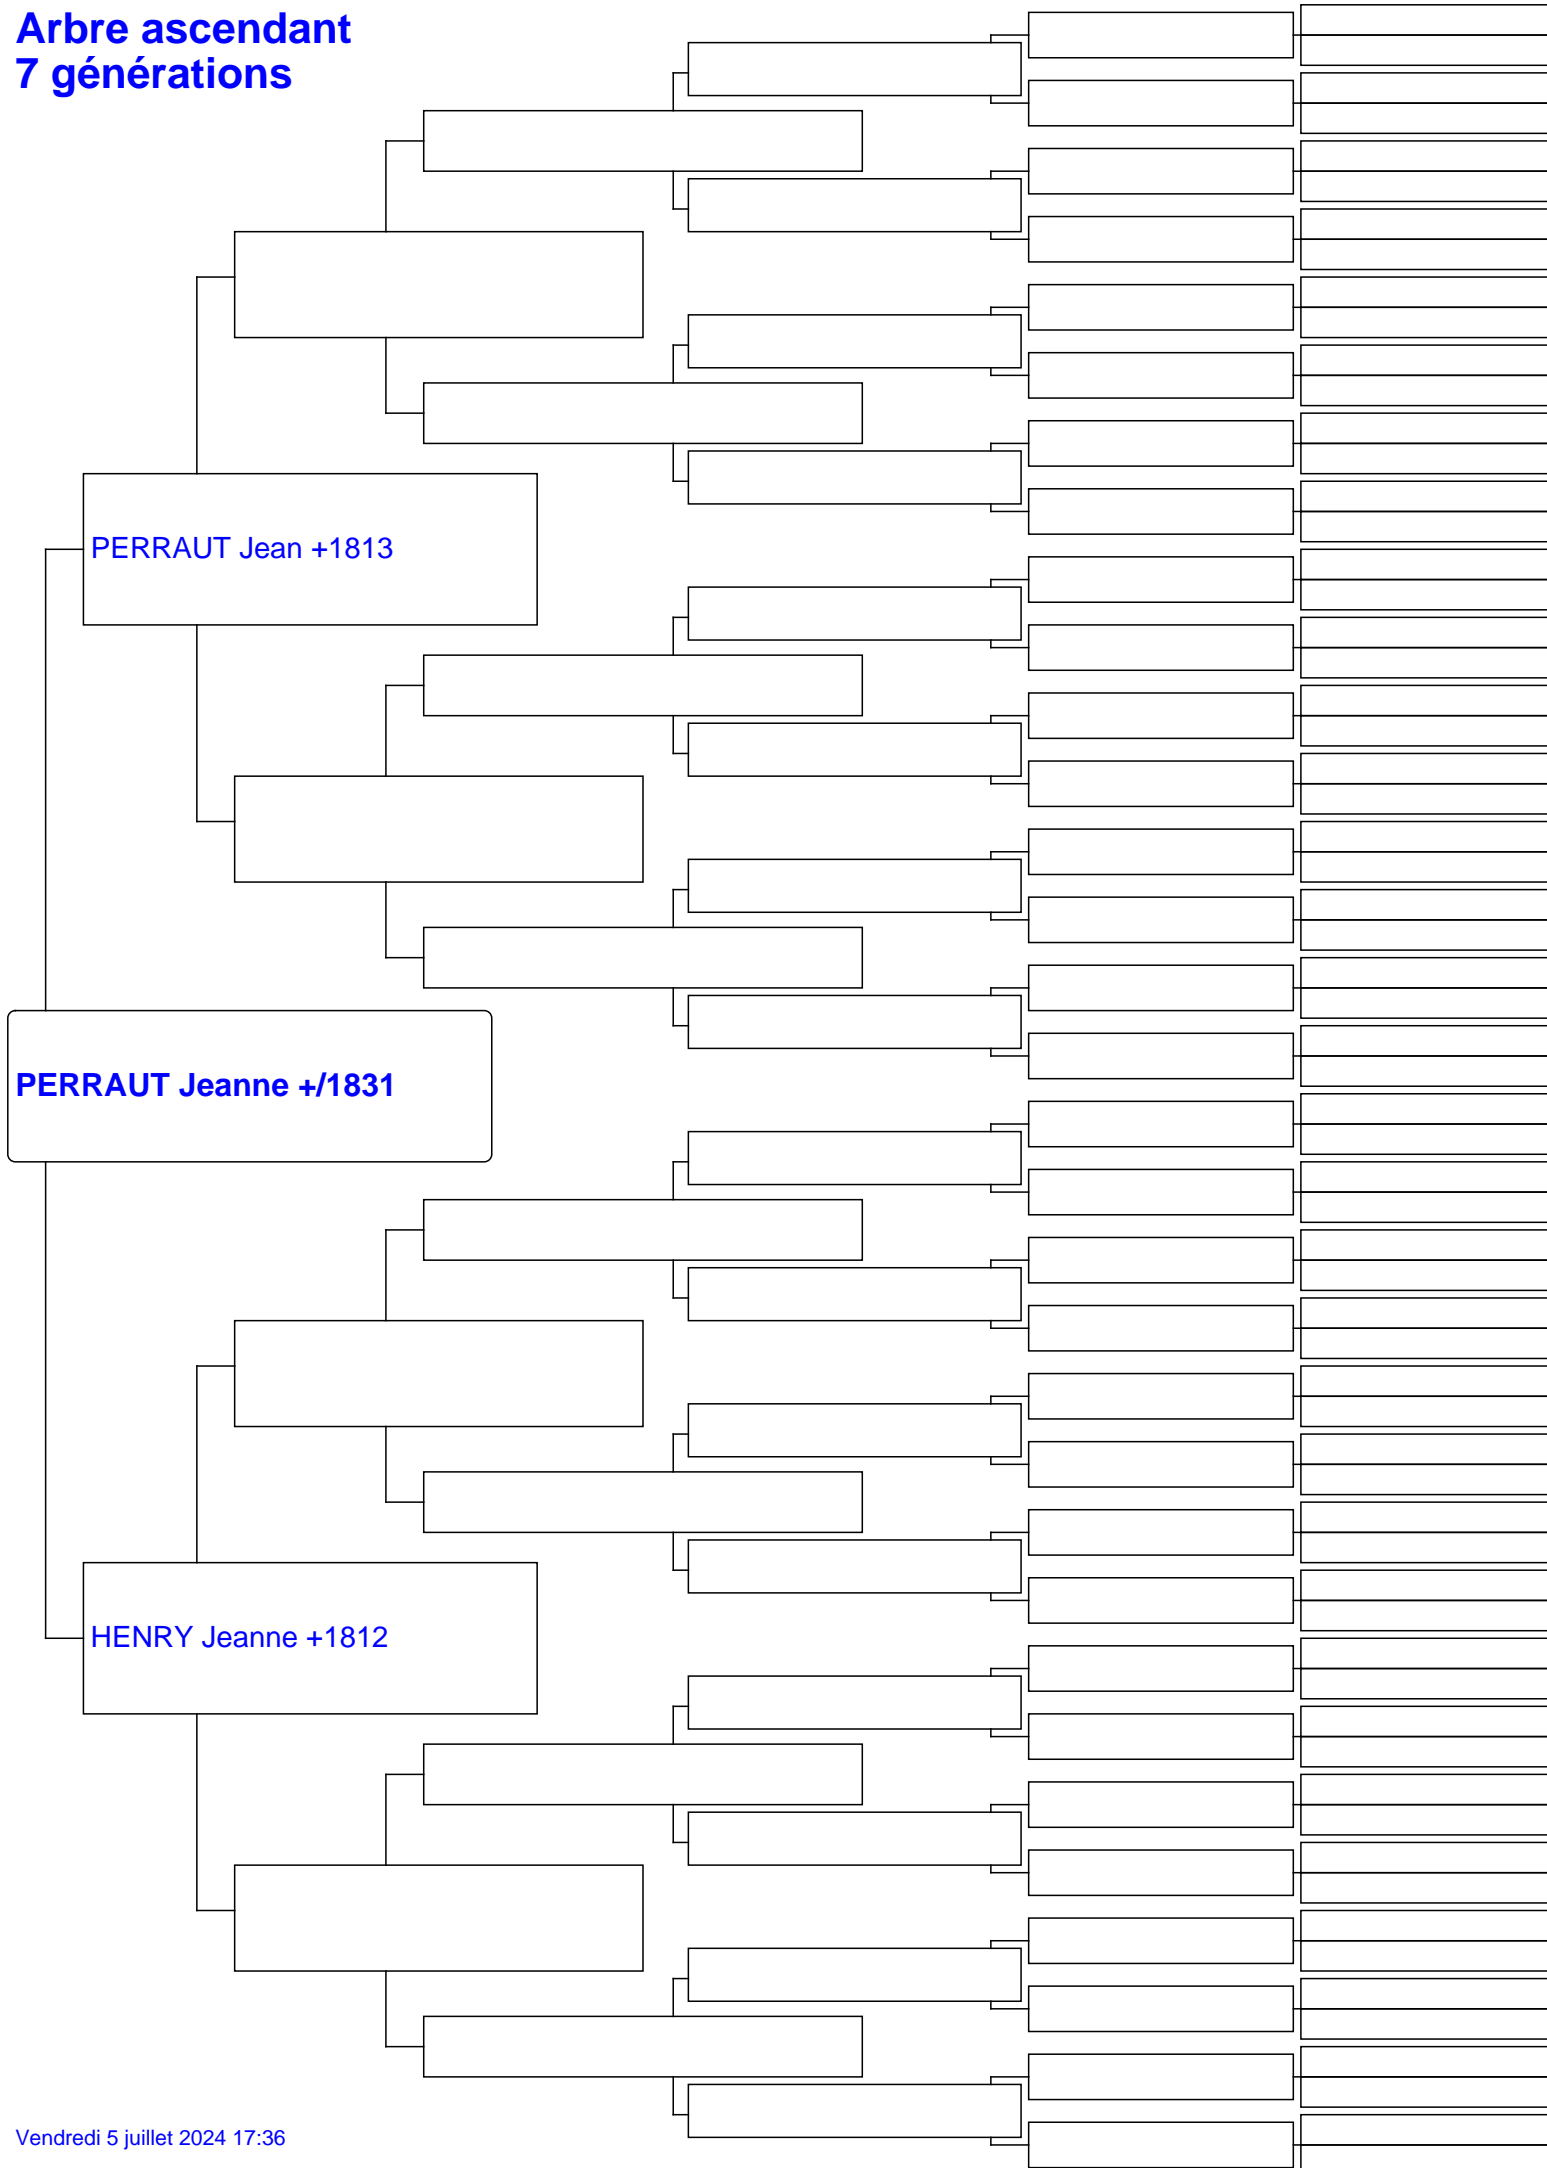 Arbre ascendant
7 générations
PERRAUT Jean +1813
PERRAUT Jeanne +/1831
HENRY Jeanne +1812
Vendredi 5 juillet 2024 17:36